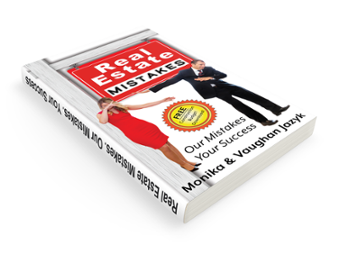 Real
Estate
MISTAKES
FREE
Our Mistakes
Your Success
Monika & Vaughan Jazyk
Real Estate Mistakes, Our Mistakes, Your Success